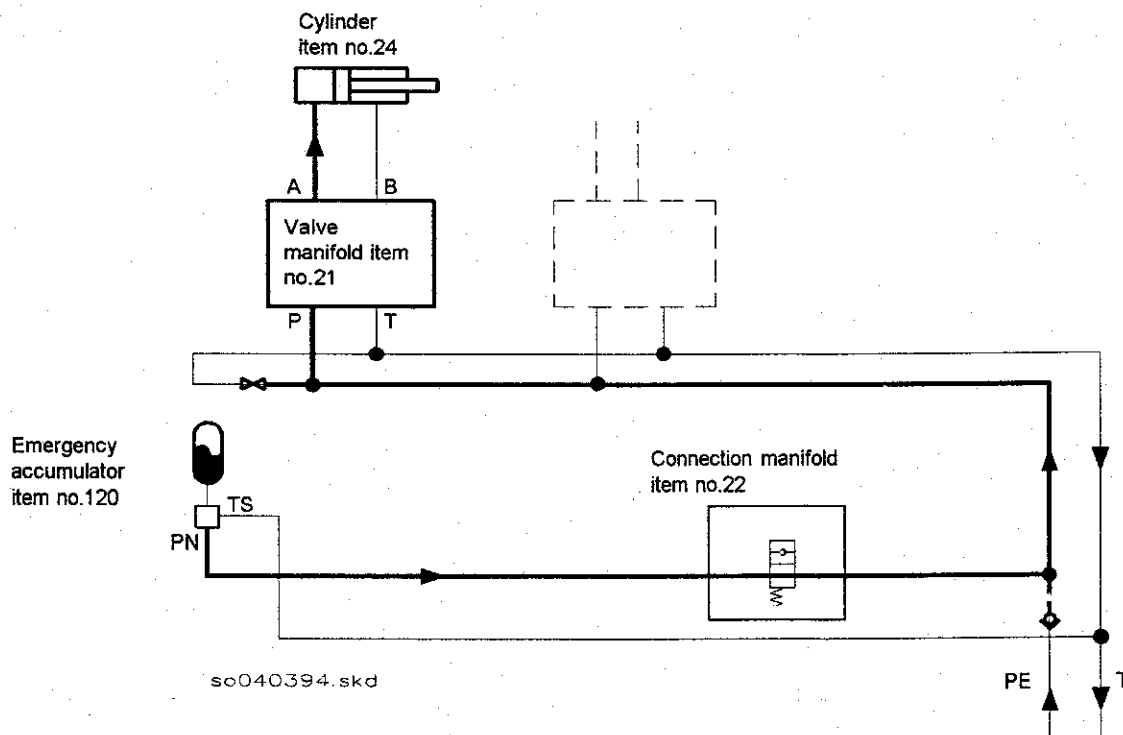 Cylinder
item no.24
A
B
Valve
manifold item
no.21
P
T
Emergency
accumulator
item no.120
TS
PN
Connection manifold
item no.22
so040394.skd
PE
T